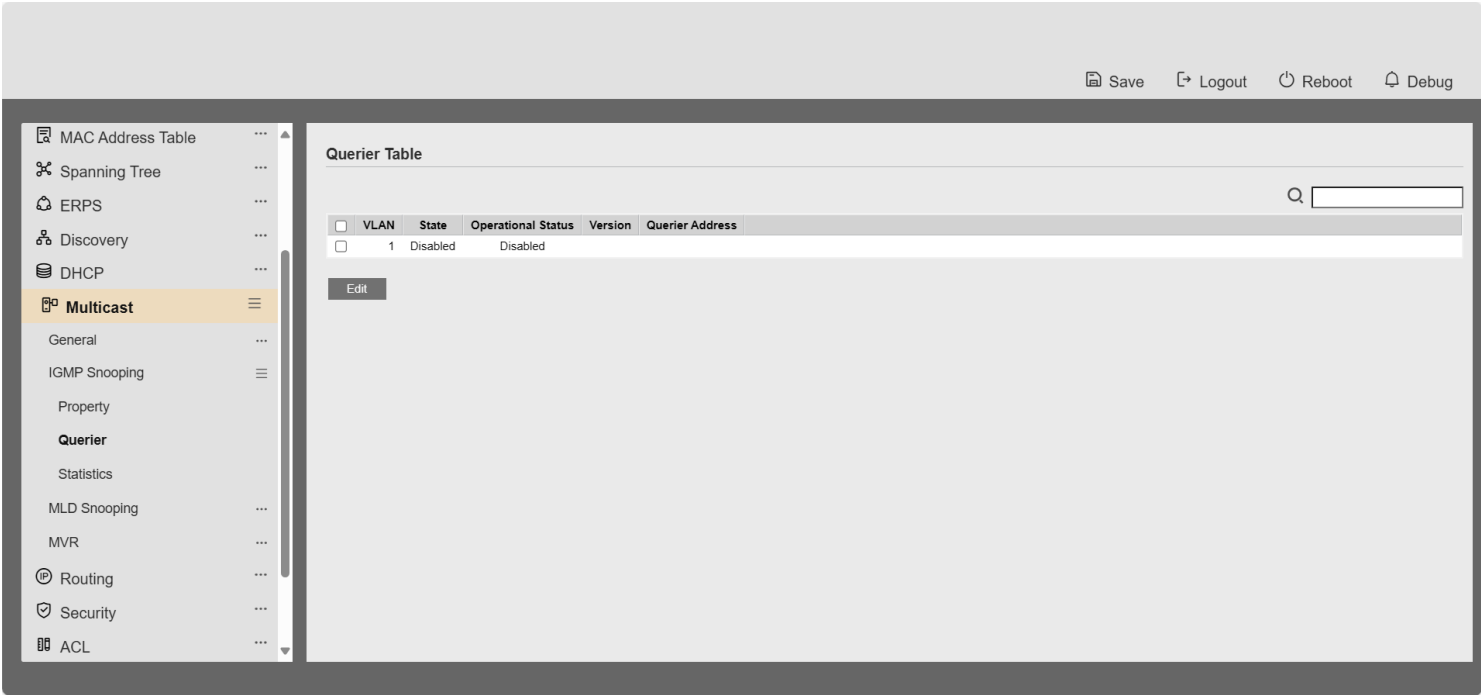 Save Logout Reboot Debug
MAC Address Table
Spanning Tree
ERPS
Discovery
DHCP
Multicast
General
IGMP Snooping
Property
Querier
Statistics
MLD Snooping
MVR
Routing
Security
ACL
Querier Table
VLAN State Operational Status Version Querier Address
1 Disabled Disabled
Edit